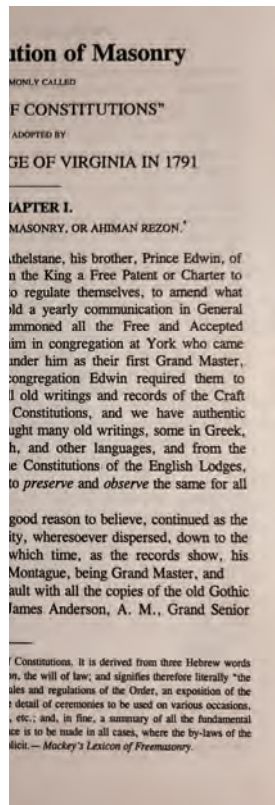 ution of Masonry
MONLY CALLED
F CONSTITUTIONS"
ADOPTED BY
GE OF VIRGINIA IN 1791
HAPTER I.
MASONRY, OR AHIMAN REZON.*
thelstane, his brother, Prince Edwin, of
n the King a Free Patent or Charter to
o regulate themselves, to amend what
old a yearly communication in General
ummoned all the Free and Accepted
im in congregation at York who came
under him as their first Grand Master,
congregation Edwin required them to
l old writings and records of the Craft
Constitutions, and we have authentic
ught many old writings, some in Greek,
h, and other languages, and from the
e Constitutions of the English Lodges,
to preserve and observe the same for all
good reason to believe, continued as the
ity, wheresoever dispersed, down to the
which time, as the records show, his
Montague, being Grand Master, and
ault with all the copies of the old Gothic
James Anderson, A. M., Grand Senior
Constitutions. It is derived from three Hebrew words
on, the will of law; and signifies therefore literally "the
ules and regulations of the Order, an exposition of the
detail of ceremonies to be used on various occasions,
, etc.; and, in fine, a summary of all the fundamental
ce is to be made in all cases, where the by-laws of the
licit.— Mackey's Lexicon of Freemasonry.